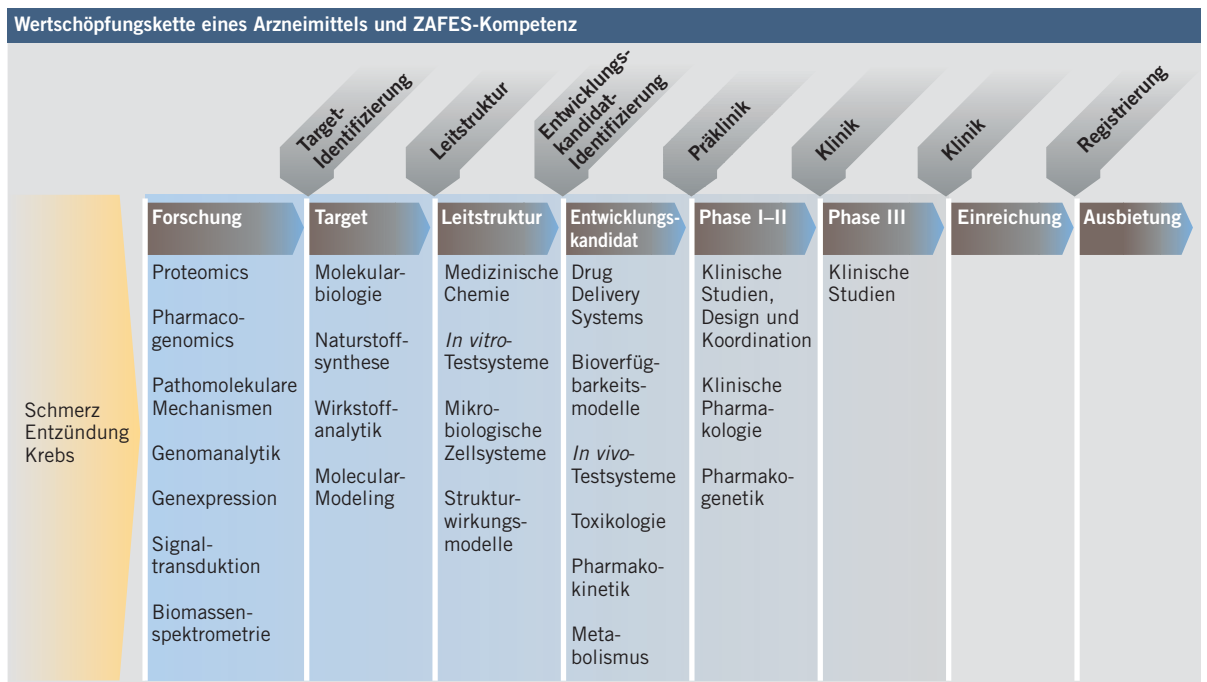 Wertschöpfungskette eines Arzneimittels und ZAFES-Kompetenz
Target-
Identifizierung
Leitstruktur
Entwicklungs-
kandidat-
Identifizierung
Präklinik
Klinik
Klinik
Registrierung
Schmerz
Entzündung
Krebs
Forschung
Proteomics
Pharmaco-
genomics
Pathomolekulare
Mechanismen
Genomanalytik
Genexpression
Signal-
transduktion
Biomassen-
spektrometrie
Target
Molekular-
biologie
Naturstoff-
synthese
Wirkstoff-
analytik
Molecular-
Modeling
Leitstruktur
Medizinische
Chemie
In vitro-
Testsysteme
Mikro-
biologische
Zellsysteme
Struktur-
wirkungs-
modelle
Entwicklungs-
kandidat
Drug
Delivery
Systems
Bioverfüg-
barkeits-
modelle
In vivo-
Testsysteme
Toxikologie
Pharmako-
kinetik
Meta-
bolismus
Phase I–II
Klinische
Studien,
Design und
Koordination
Klinische
Pharma-
kologie
Pharmako-
genetik
Phase III
Klinische
Studien
Einreichung
Ausbietung